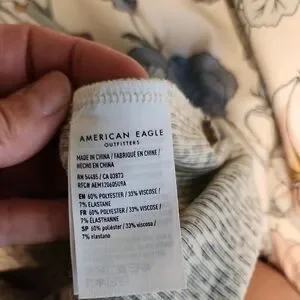 AMERICAN EAGLE
OUTFITTERS
MADE IN CHINA / FABRIQUÉ EN CHINE /
HECHO EN CHINA
RN 54485 / CA 03873
EN 60% POLYESTER / 33% VISCOSE /
7% ELASTANE
FR 60% POLYESTER / 33% VISCOSE /
7% ÉLASTHANNE
SP 60% poliéster / 33% viscosa /
7% elastano